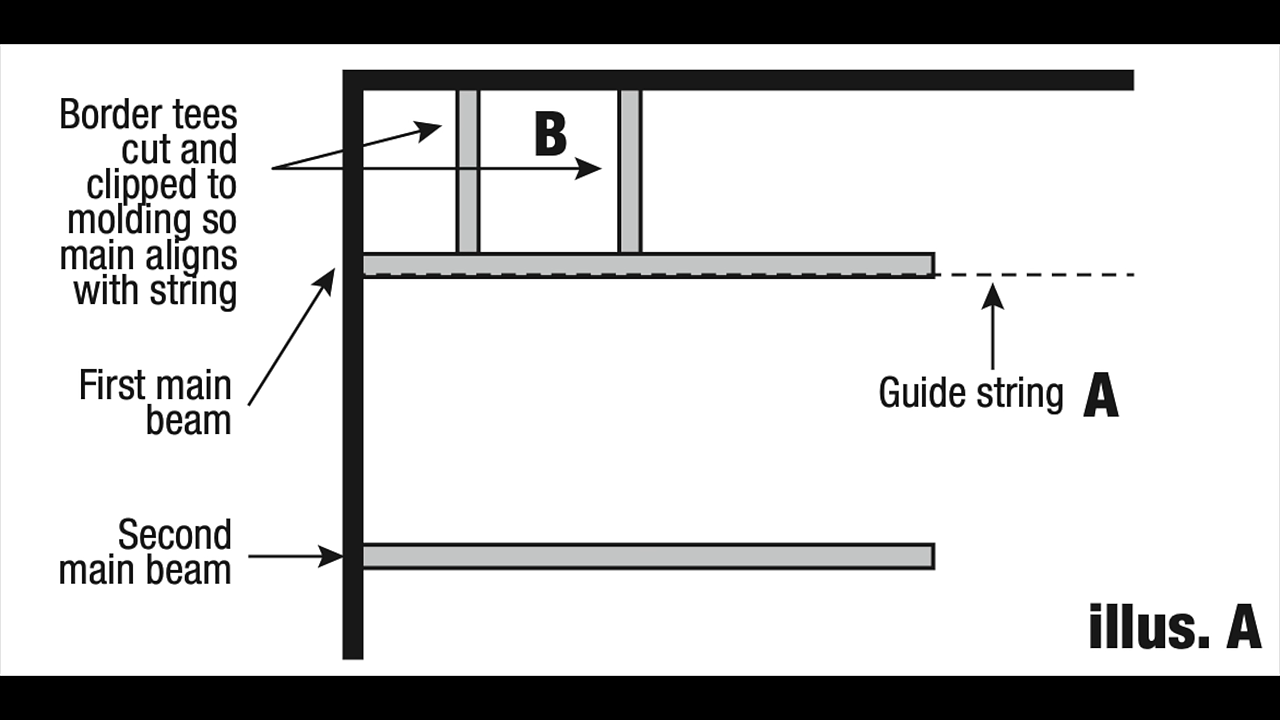 Border tees
cut and
clipped to
molding so
main aligns
with string
B
First main
beam
Guide string A
Second
main beam
illus. A